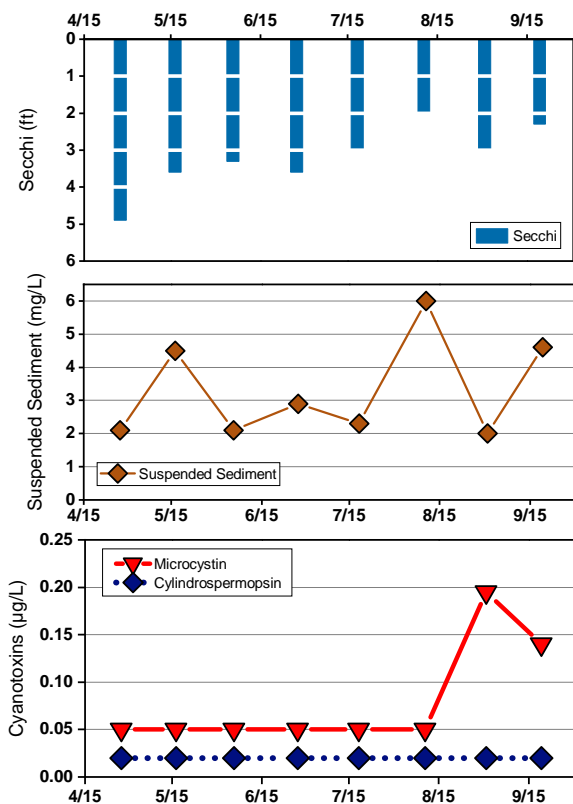 4/15 5/15 6/15 7/15 8/15 9/15
0
1
2
3
4
5
6
Secchi (ft)
Secchi
6
5
4
3
2
1
0
Suspended Sediment (mg/L)
Suspended Sediment
4/15 5/15 6/15 7/15 8/15 9/15
0.25
0.20
0.15
0.10
0.05
0.00
Cyanotoxins (µg/L)
Microcystin
Cylindrospermopsin
4/15 5/15 6/15 7/15 8/15 9/15